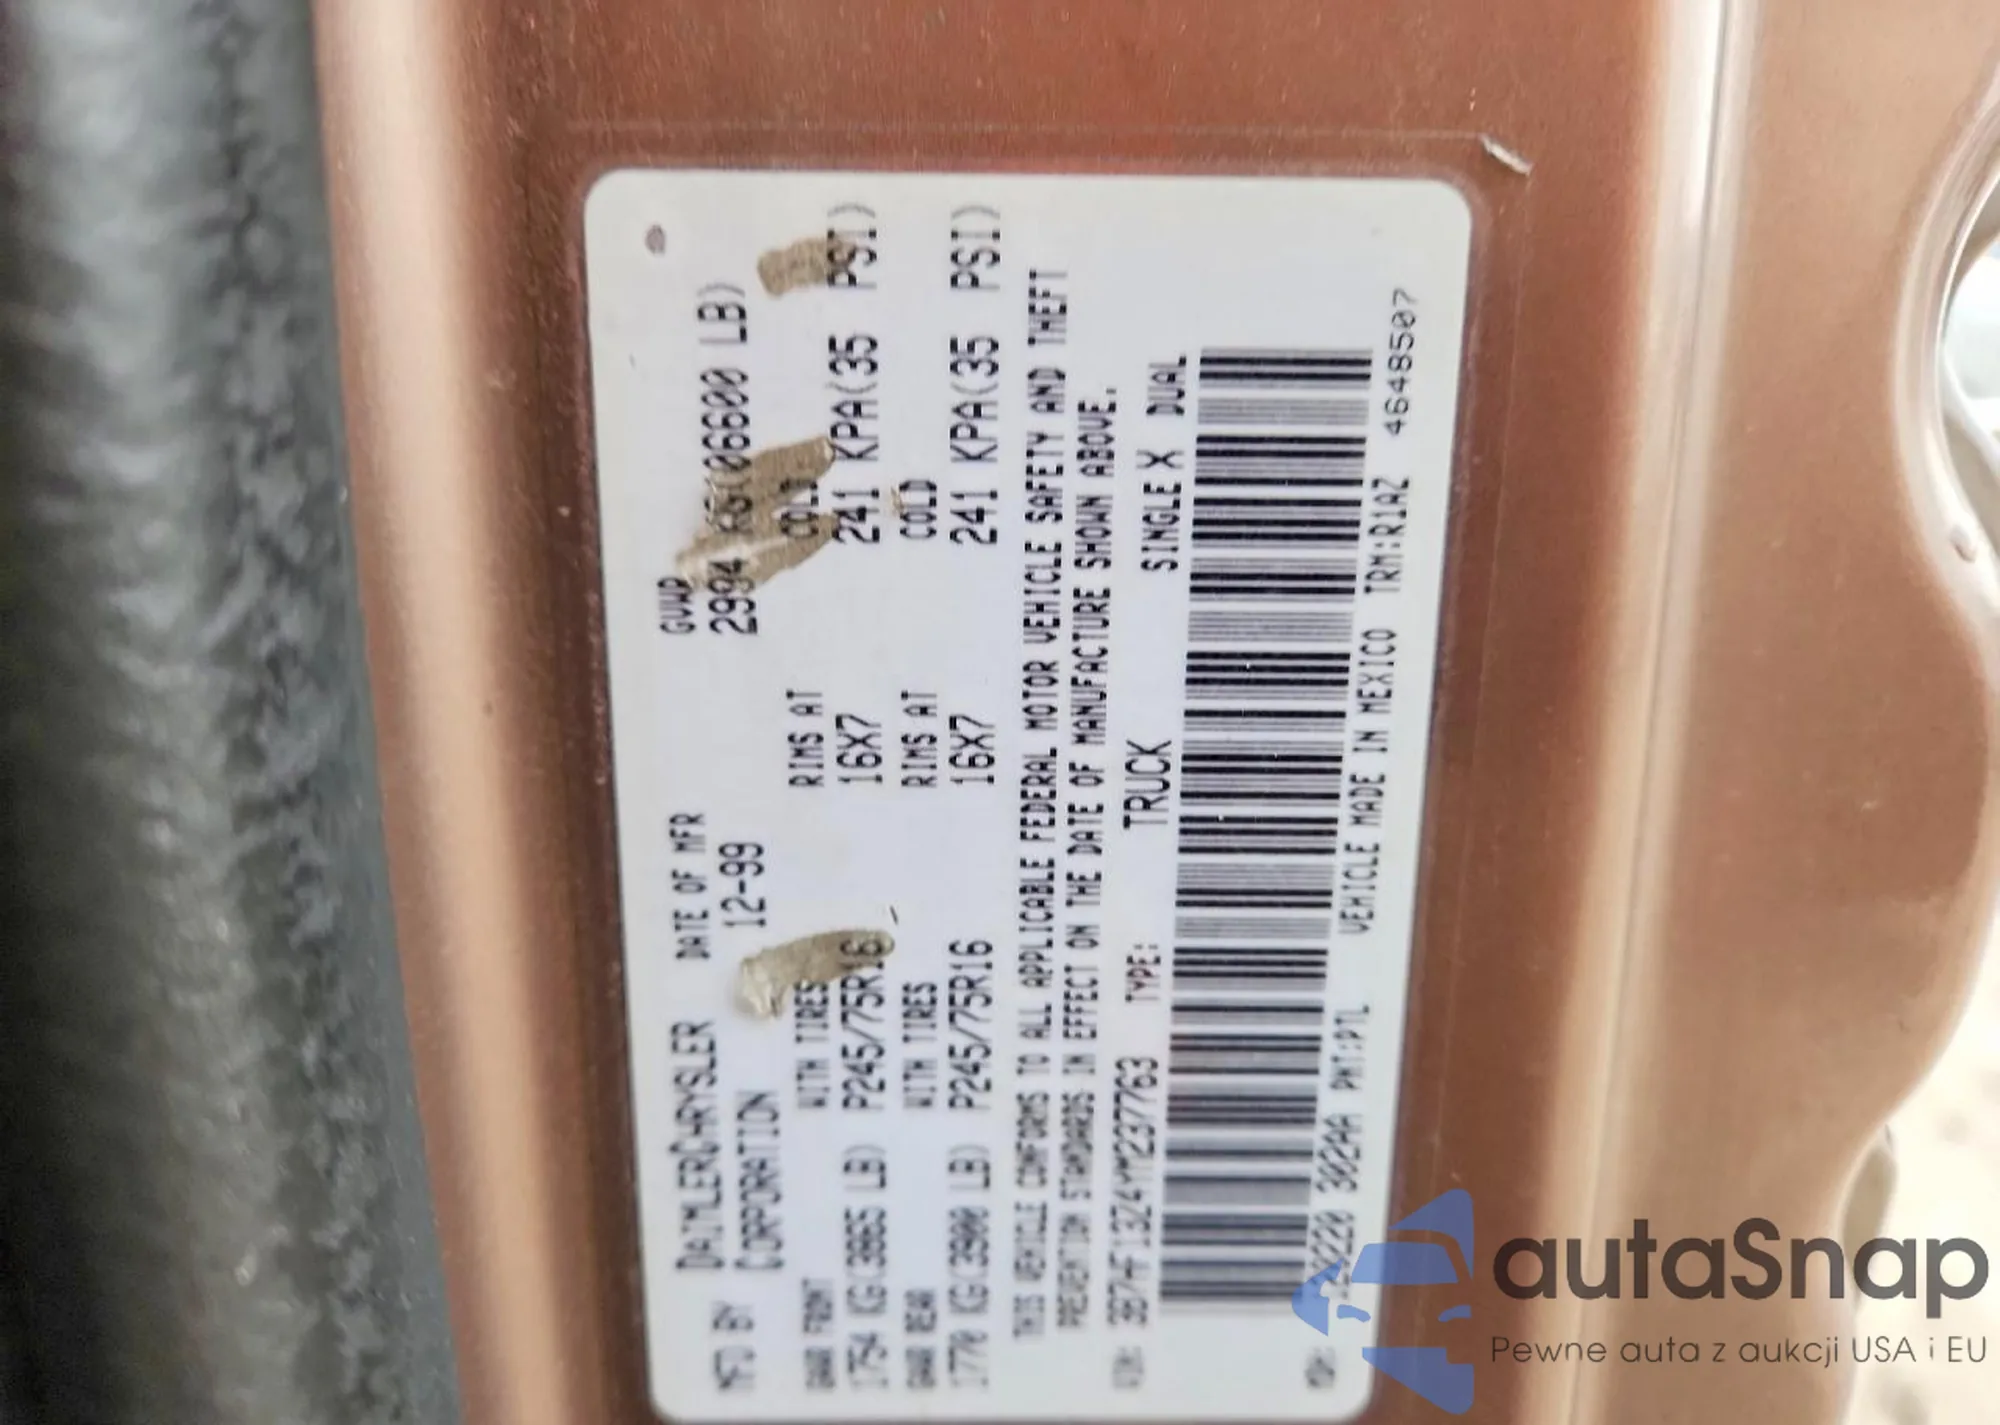 MFD BY DAIMLERCHRYSLER CORPORATION
DATE OF MFR 12-99
GVWR 2994 KG(06600 LB)
GAWR FRONT WITH TIRES RIMS AT COLD
1754 KG(3865 LB) P245/75R16 16X7 241 KPA(35 PSI)
GAWR REAR WITH TIRES RIMS AT COLD
1770 KG(3900 LB) P245/75R16 16X7 241 KPA(35 PSI)
THIS VEHICLE CONFORMS TO ALL APPLICABLE FEDERAL MOTOR VEHICLE SAFETY AND THEFT
PREVENTION STANDARDS IN EFFECT ON THE DATE OF MANUFACTURE SHOWN ABOVE.
VIN: 3B7HF13Z4YM237763 TYPE: TRUCK SINGLE X DUAL
MDH: 302AA PNT:PTL VEHICLE MADE IN MEXICO TRM:R1AZ 4648507
autaSnap
Pewne auta z aukcji USA i EU